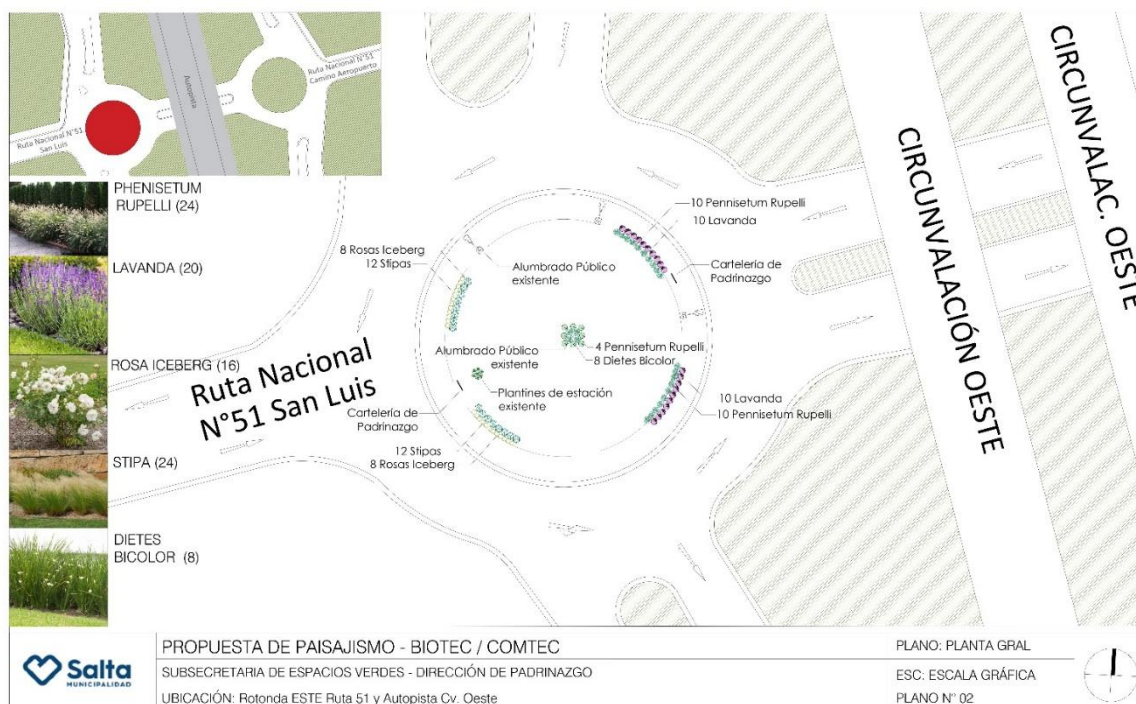 Ruta Nacional N°51
Camino Aeropuerto
Autopista
Ruta Nacional N°51
San Luis
PHENISETUM
RUPELLI (24)
LAVANDA (20)
ROSA ICEBERG (16)
STIPA (24)
DIETES
BICOLOR (8)
10 Pennisetum Rupelli
10 Lavanda
8 Rosas Iceberg
12 Stipas
Alumbrado Público
existente
Cartelería de
Padrinazgo
4 Pennisetum Rupelli
8 Dietes Bicolor
Alumbrado Público
existente
Plantines de estación
existente
Cartelería de
Padrinazgo
10 Lavanda
10 Pennisetum Rupelli
12 Stipas
8 Rosas Iceberg
Ruta Nacional
N°51 San Luis
CIRCUNVALACIÓN OESTE
CIRCUNVALAC. OESTE
Salta
MUNICIPALIDAD
PROPUESTA DE PAISAJISMO - BIOTEC / COMTEC
SUBSECRETARIA DE ESPACIOS VERDES - DIRECCIÓN DE PADRINAZGO
UBICACIÓN: Rotonda ESTE Ruta 51 y Autopista Cv. Oeste
PLANO: PLANTA GRAL
ESC: ESCALA GRÁFICA
PLANO N° 02